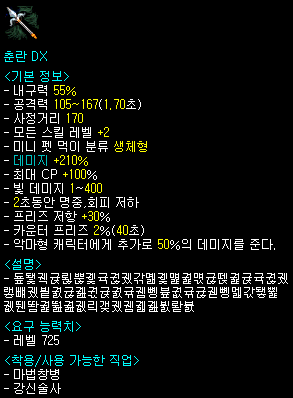 춘란 DX
<기본 정보>
- 내구력 55%
- 공격력 105~167(1,70초)
- 사정거리 170
- 모든 스킬 레벨 +2
- 미니 펫 먹이 분류 생체형
- 데미지 +210%
- 최대 CP +100%
- 빛 데미지 1~400
- 2초동안 명중,회피 저하
- 프리즈 저항 +30%
- 카운터 프리즈 2%(40초)
- 악마형 캐릭터에게 추가로 50%의 데미지를 준다.
<설명>
<요구 능력치>
- 레벨 725
<착용/사용 가능한 직업>
- 마법창병
- 강신술사